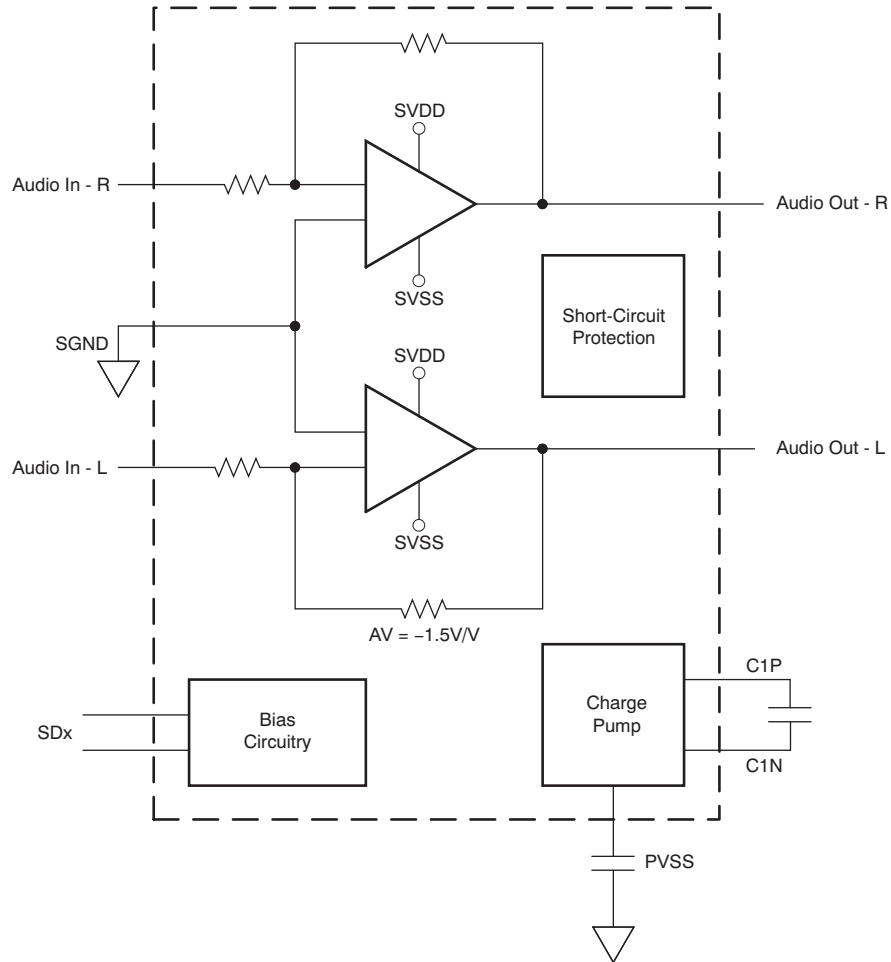 SVDD
Audio In - R
Audio Out - R
SVSS
Short-Circuit
Protection
SGND
SVDD
Audio In - L
Audio Out - L
SVSS
AV = −1.5V/V
SDx
Bias
Circuitry
Charge
Pump
C1P
C1N
PVSS